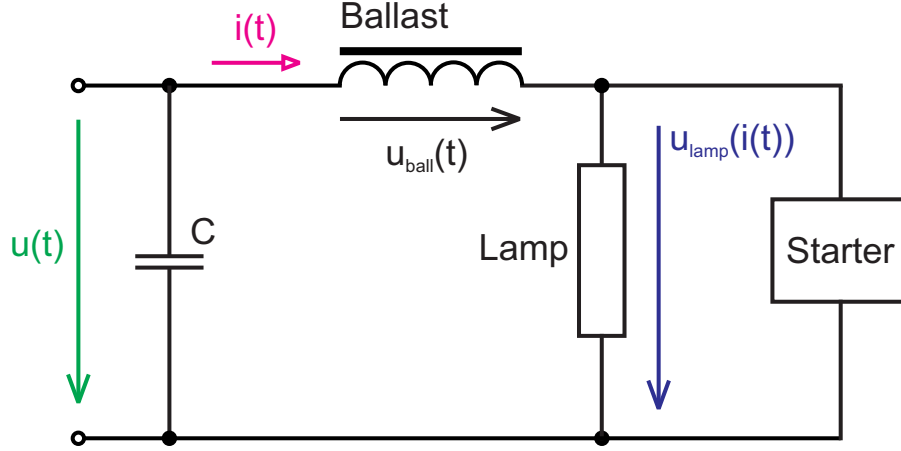 Ballast
i(t)
u_ball(t)
u_lamp(i(t))
C
u(t)
Lamp
Starter